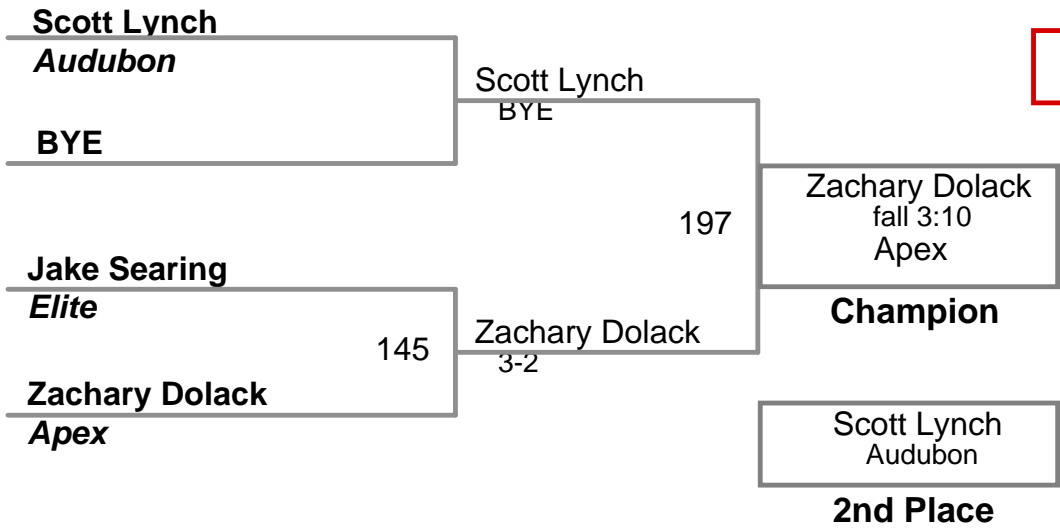 Scott Lynch
Audubon
BYE
Jake Searing
Elite
Zachary Dolack
Apex
145
Scott Lynch
BYE
Zachary Dolack
3-2
197
Zachary Dolack
fall 3:10
Apex
Champion
Scott Lynch
Audubon
2nd Place